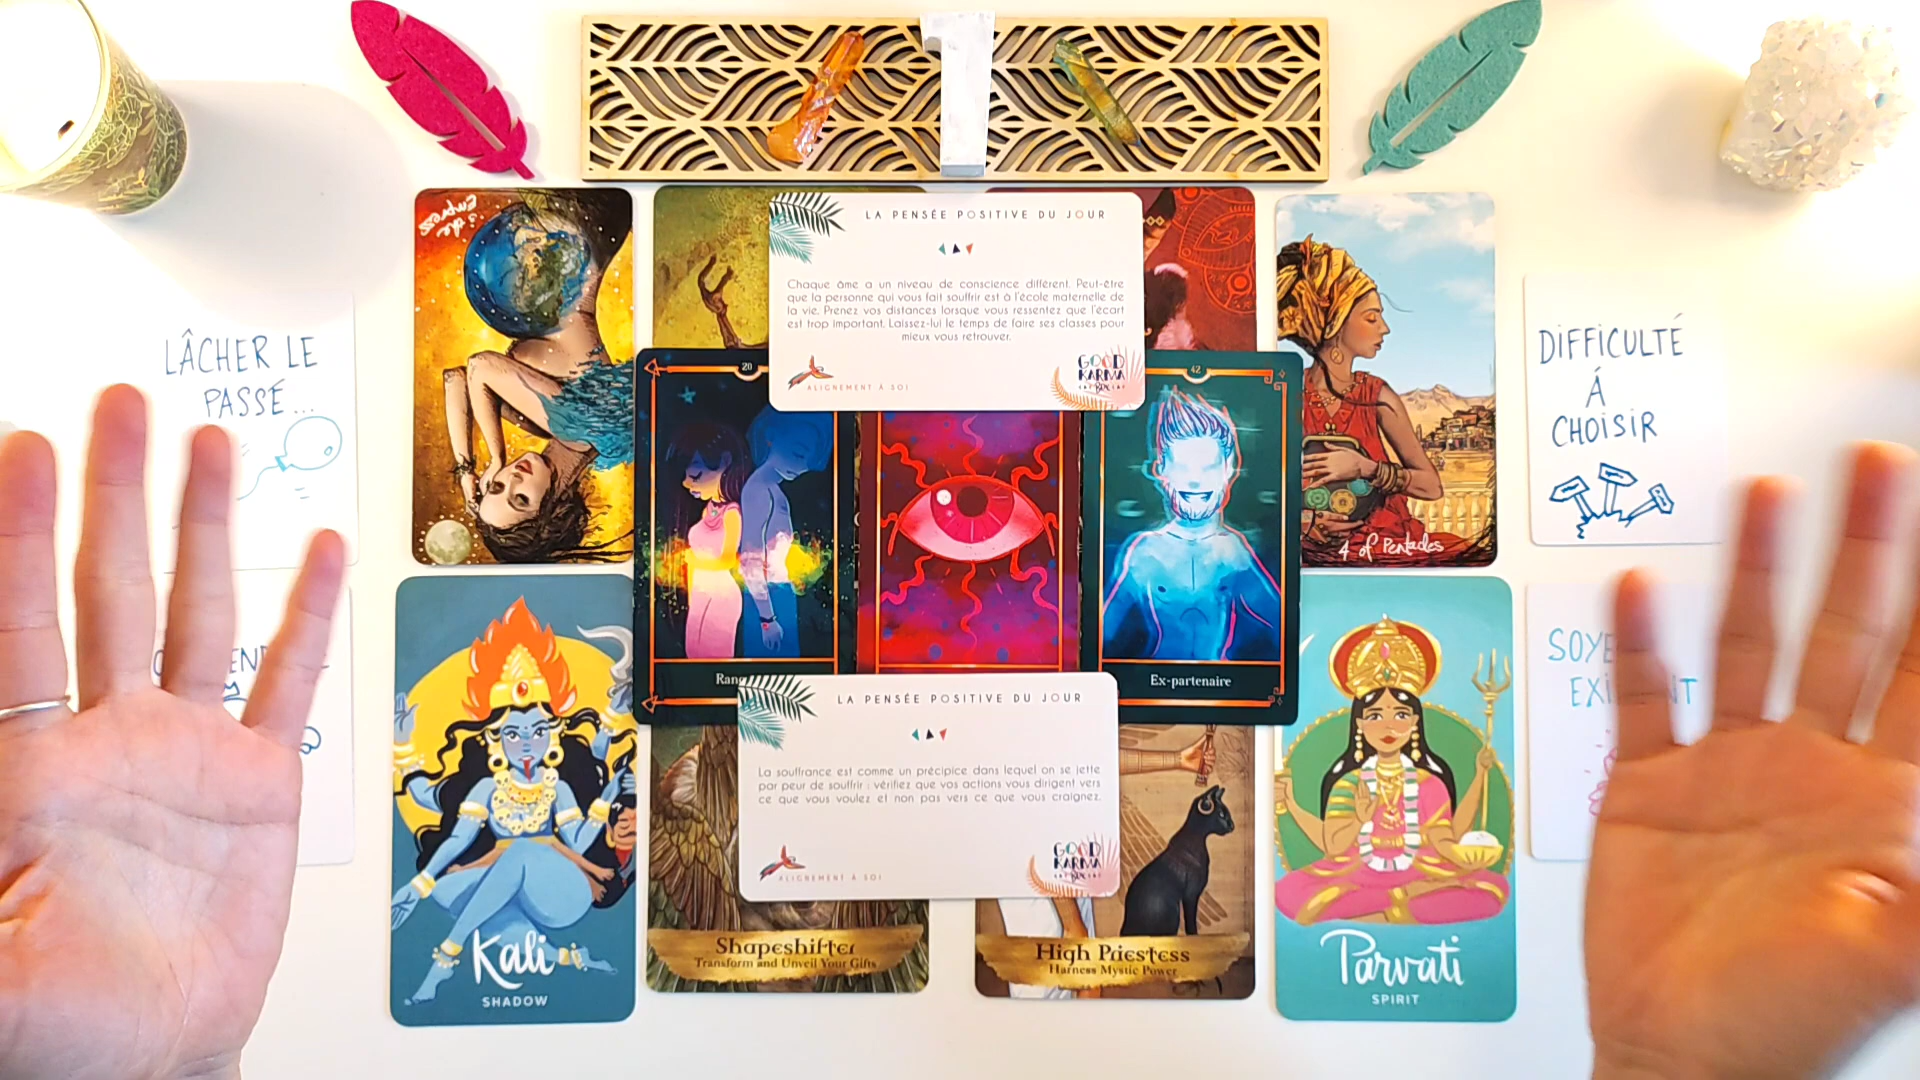 1
3 the
Empress
LA PENSÉE POSITIVE DU JOUR
Chaque âme a un niveau de conscience différent. Peut-être
que la personne qui vous fait souffrir est à l'école maternelle de
la vie. Prenez vos distances lorsque vous ressentez que l'écart
est trop important. Laissez-lui le temps de faire ses classes pour
mieux vous retrouver.
ALIGNEMENT À SOI
GOOD
KARMA
BOX
LÂCHER LE
PASSÉ...
DIFFICULTÉ
À
CHOISIR
20
42
4 of Pentacles
Ex-partenaire
LA PENSÉE POSITIVE DU JOUR
La souffrance est comme un précipice dans lequel on se jette
par peur de souffrir : vérifiez que vos actions vous dirigent vers
ce que vous voulez et non pas vers ce que vous craignez.
ALIGNEMENT À SOI
GOOD
KARMA
BOX
Kali
SHADOW
Shapeshifter
Transform and Unveil Your Gifts
High Priestess
Harness Mystic Power
Parvati
SPIRIT